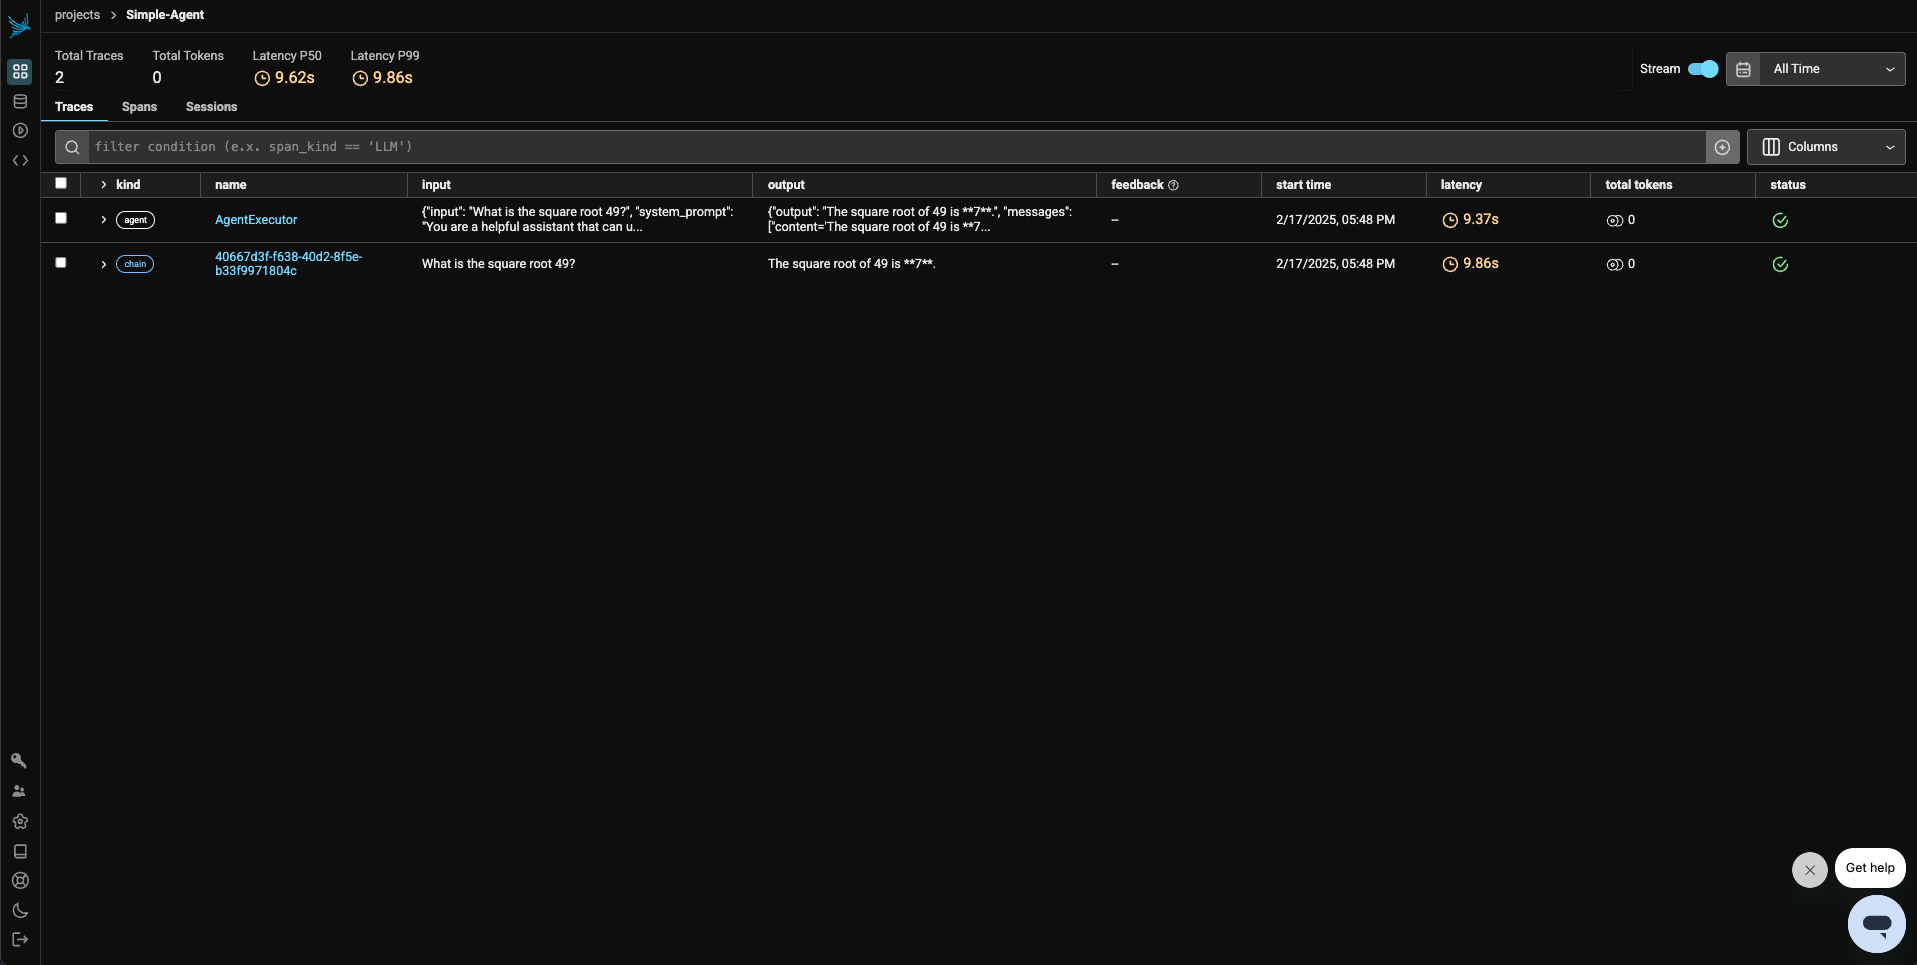 projects > Simple-Agent
Total Traces Total Tokens Latency P50 Latency P99
2 0 9.62s 9.86s
Stream All Time
Traces Spans Sessions
filter condition (e.x. span_kind == 'LLM')
Columns
kind name input output feedback start time latency total tokens status
agent AgentExecutor {"input": "What is the square root 49?", "system_prompt": {"output": "The square root of 49 is **7**.", "messages": -- 2/17/2025, 05:48 PM 9.37s 0
"You are a helpful assistant that can u... ["content='The square root of 49 is **7...
chain 40667d3f-f638-40d2-8f5e- What is the square root 49? The square root of 49 is **7**. -- 2/17/2025, 05:48 PM 9.86s 0
b33f9971804c
Get help